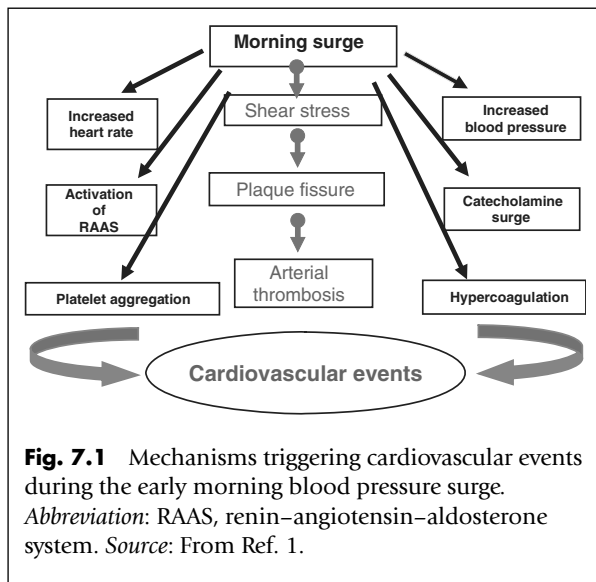 Morning surge
Increased
heart rate
Shear stress
Increased
blood pressure
Activation
of
RAAS
Plaque fissure
Catecholamine
surge
Platelet aggregation
Arterial
thrombosis
Hypercoagulation
Cardiovascular events
Fig. 7.1 Mechanisms triggering cardiovascular events
during the early morning blood pressure surge.
Abbreviation: RAAS, renin–angiotensin–aldosterone
system. Source: From Ref. 1.